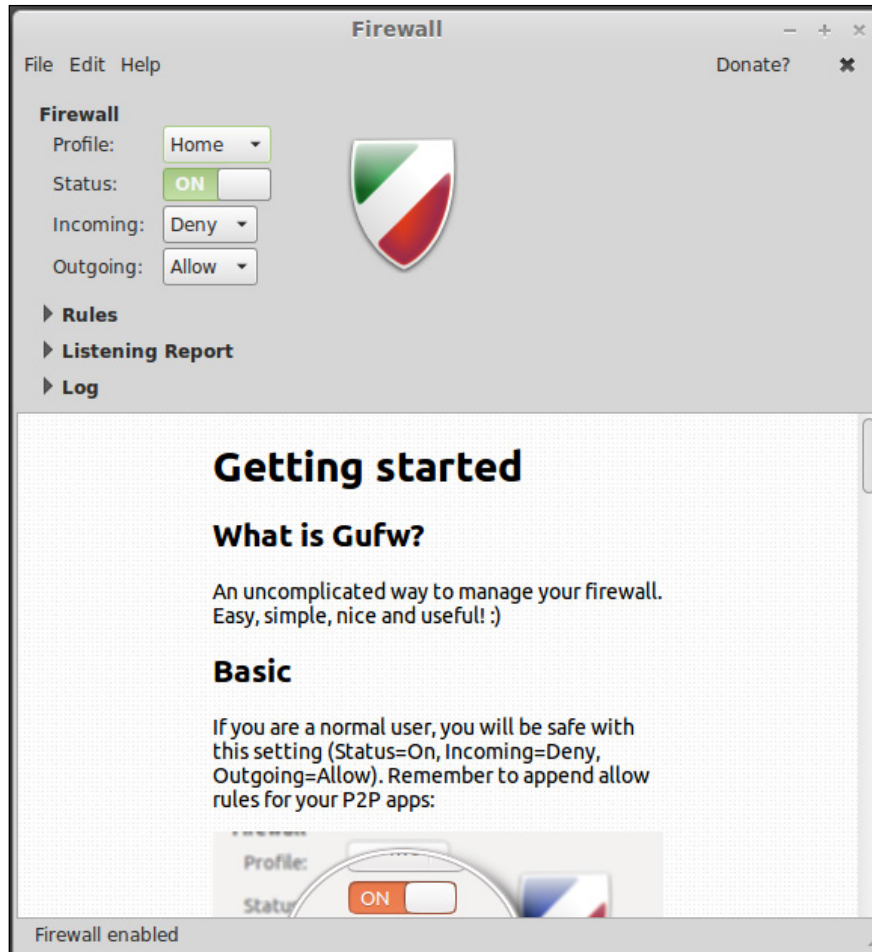 Firewall
File Edit Help Donate?
Firewall
Profile: Home
Status: ON
Incoming: Deny
Outgoing: Allow
Rules
Listening Report
Log
Getting started
What is Gufw?
An uncomplicated way to manage your firewall.
Easy, simple, nice and useful! :)
Basic
If you are a normal user, you will be safe with
this setting (Status=On, Incoming=Deny,
Outgoing=Allow). Remember to append allow
rules for your P2P apps:
Profile:
ON
Firewall enabled